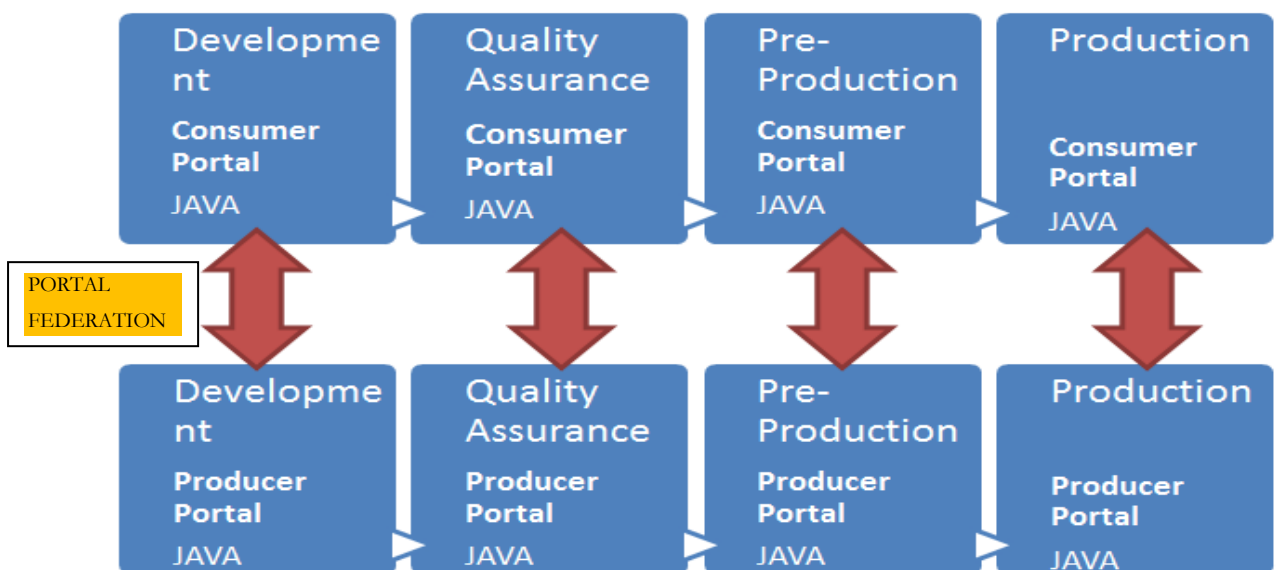 Developme
nt
Consumer
Portal
JAVA
Quality
Assurance
Consumer
Portal
JAVA
Pre-
Production
Consumer
Portal
JAVA
Production
Consumer
Portal
JAVA
PORTAL
FEDERATION
Developme
nt
Producer
Portal
JAVA
Quality
Assurance
Producer
Portal
JAVA
Pre-
Production
Producer
Portal
JAVA
Production
Producer
Portal
JAVA